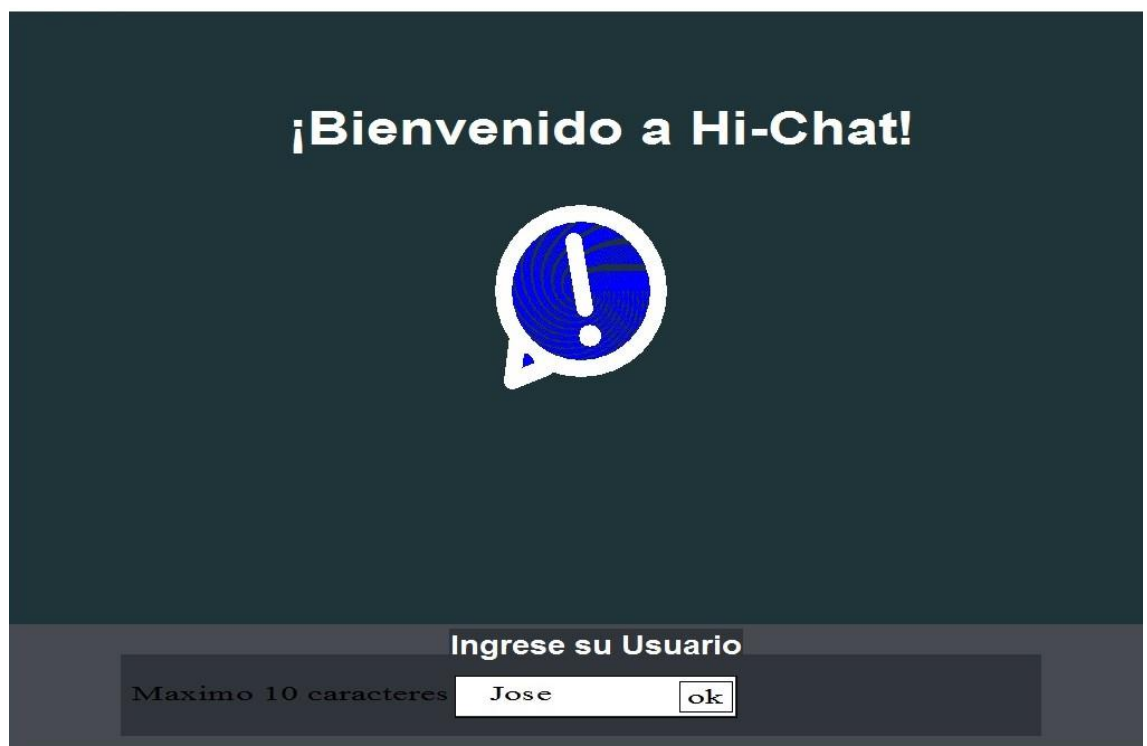 ¡Bienvenido a Hi-Chat!
Ingrese su Usuario
Maximo 10 caracteres Jose ok